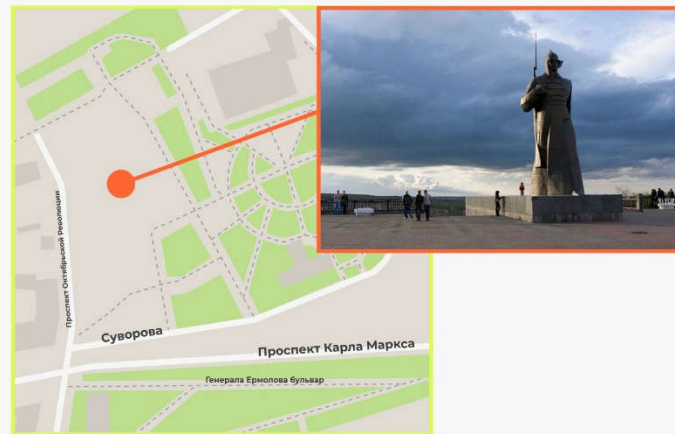 Проспект Октябрьской Революции
Суворова
Проспект Карла Маркса
Генерала Ермолова бульвар